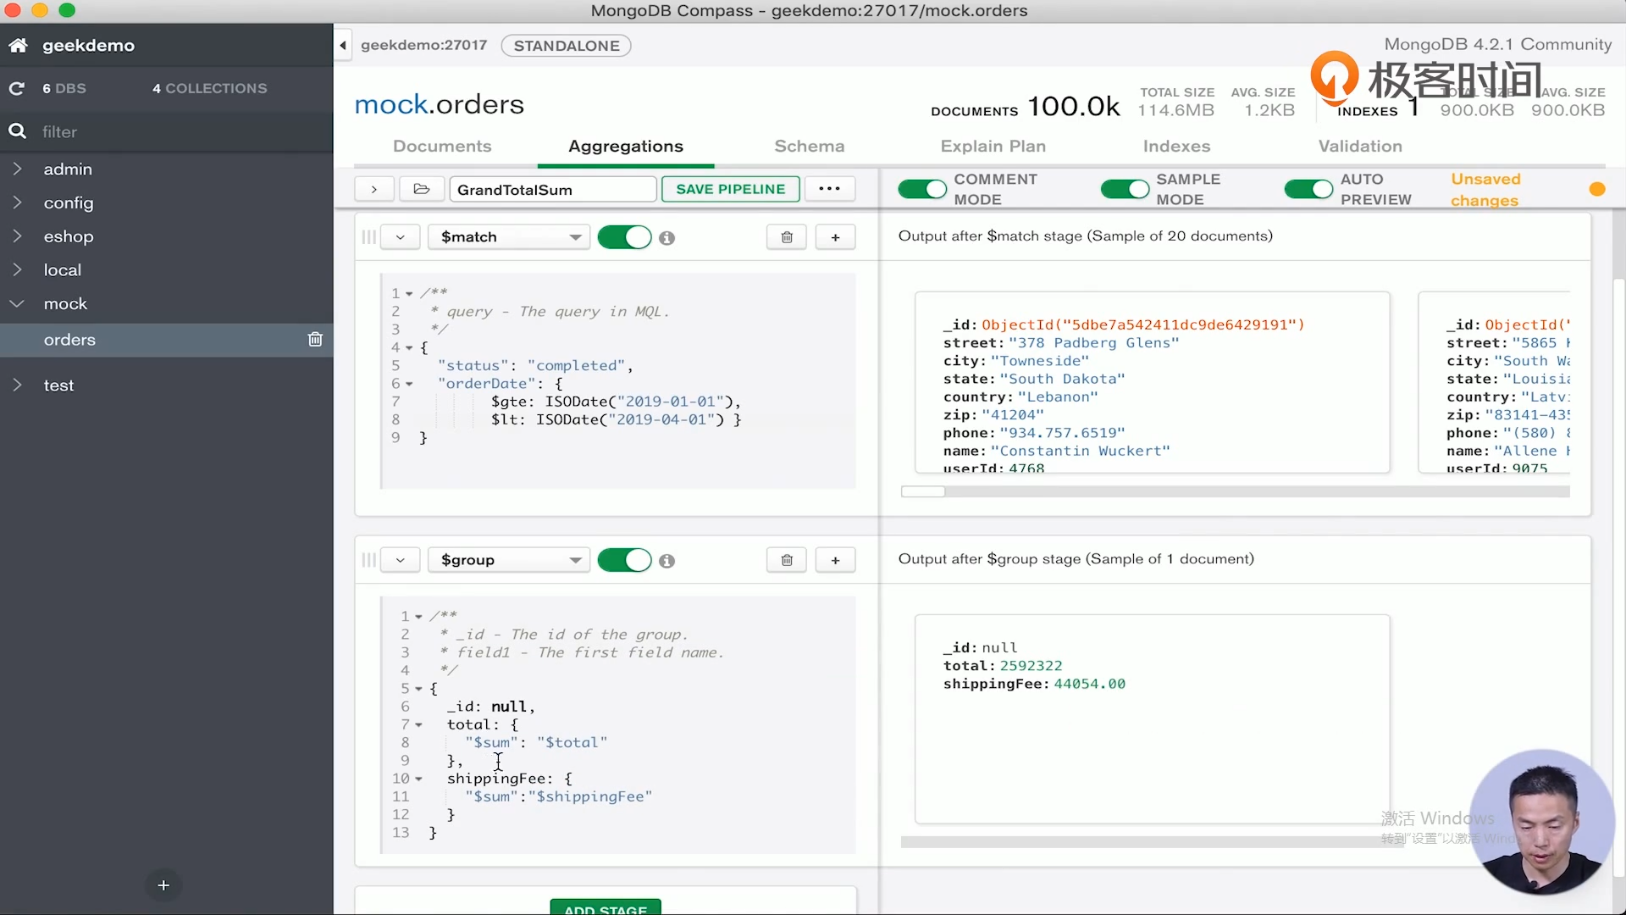 MongoDB Compass - geekdemo:27017/mock.orders
geekdemo
6 DBS
4 COLLECTIONS
filter
admin
config
eshop
local
mock
orders
test
+
geekdemo:27017
STANDALONE
MongoDB 4.2.1 Community
极客时间
mock.orders
DOCUMENTS 100.0k
TOTAL SIZE
114.6MB
AVG. SIZE
1.2KB
INDEXES 1
TOTAL SIZE
900.0KB
AVG. SIZE
900.0KB
Documents
Aggregations
Schema
Explain Plan
Indexes
Validation
GrandTotalSum
SAVE PIPELINE
•••
COMMENT MODE
SAMPLE MODE
AUTO PREVIEW
Unsaved changes
$match
+
Output after $match stage (Sample of 20 documents)
1 /**
2 * query - The query in MQL.
3 */
4 {
5 "status": "completed",
6 "orderDate": {
7 $gte: ISODate("2019-01-01"),
8 $lt: ISODate("2019-04-01") }
9 }
_id: ObjectId("5dbe7a542411dc9de6429191")
street: "378 Padberg Glens"
city: "Towneside"
state: "South Dakota"
country: "Lebanon"
zip: "41204"
phone: "934.757.6519"
name: "Constantin Wuckert"
userId: 4768
_id: ObjectId("
street: "5865
city: "South Wa
state: "Louisia
country: "Latv
zip: "83141-435
phone: "(580)
name: "Allene
userId: 9075
$group
+
Output after $group stage (Sample of 1 document)
1 /**
2 * _id - The id of the group.
3 * field1 - The first field name.
4 */
5 {
6 _id: null,
7 total: {
8 "$sum": "$total"
9 },
10 shippingFee: {
11 "$sum":"$shippingFee"
12 }
13 }
_id: null
total: 2592322
shippingFee: 44054.00
ADD STAGE
激活 Windows
转到"设置"以激活